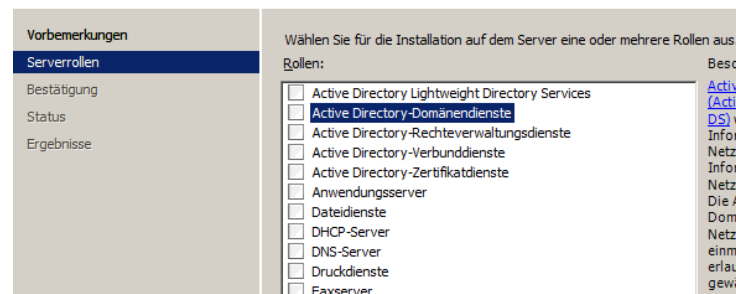 Vorbemerkungen
Serverrollen
Bestätigung
Status
Ergebnisse
Wählen Sie für die Installation auf dem Server eine oder mehrere Rollen aus.
Rollen:
Active Directory Lightweight Directory Services
Active Directory-Domänendienste
Active Directory-Rechteverwaltungsdienste
Active Directory-Verbunddienste
Active Directory-Zertifikatdienste
Anwendungsserver
Dateidienste
DHCP-Server
DNS-Server
Druckdienste
Faxserver
DS)
Die